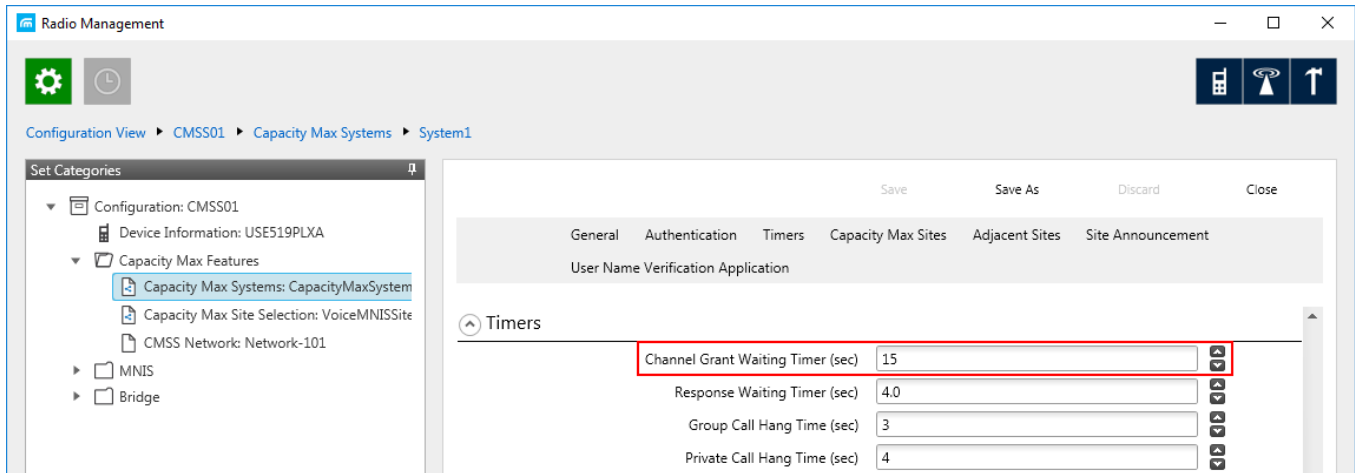 Radio Management
Configuration View CMSS01 Capacity Max Systems System1
Set Categories
Configuration: CMSS01
Device Information: USE519PLXA
Capacity Max Features
Capacity Max Systems: CapacityMaxSystem
Capacity Max Site Selection: VoiceMNISSite
CMSS Network: Network-101
MNIS
Bridge
Save Save As Discard Close
General Authentication Timers Capacity Max Sites Adjacent Sites Site Announcement
User Name Verification Application
Timers
Channel Grant Waiting Timer (sec) 15
Response Waiting Timer (sec) 4.0
Group Call Hang Time (sec) 3
Private Call Hang Time (sec) 4